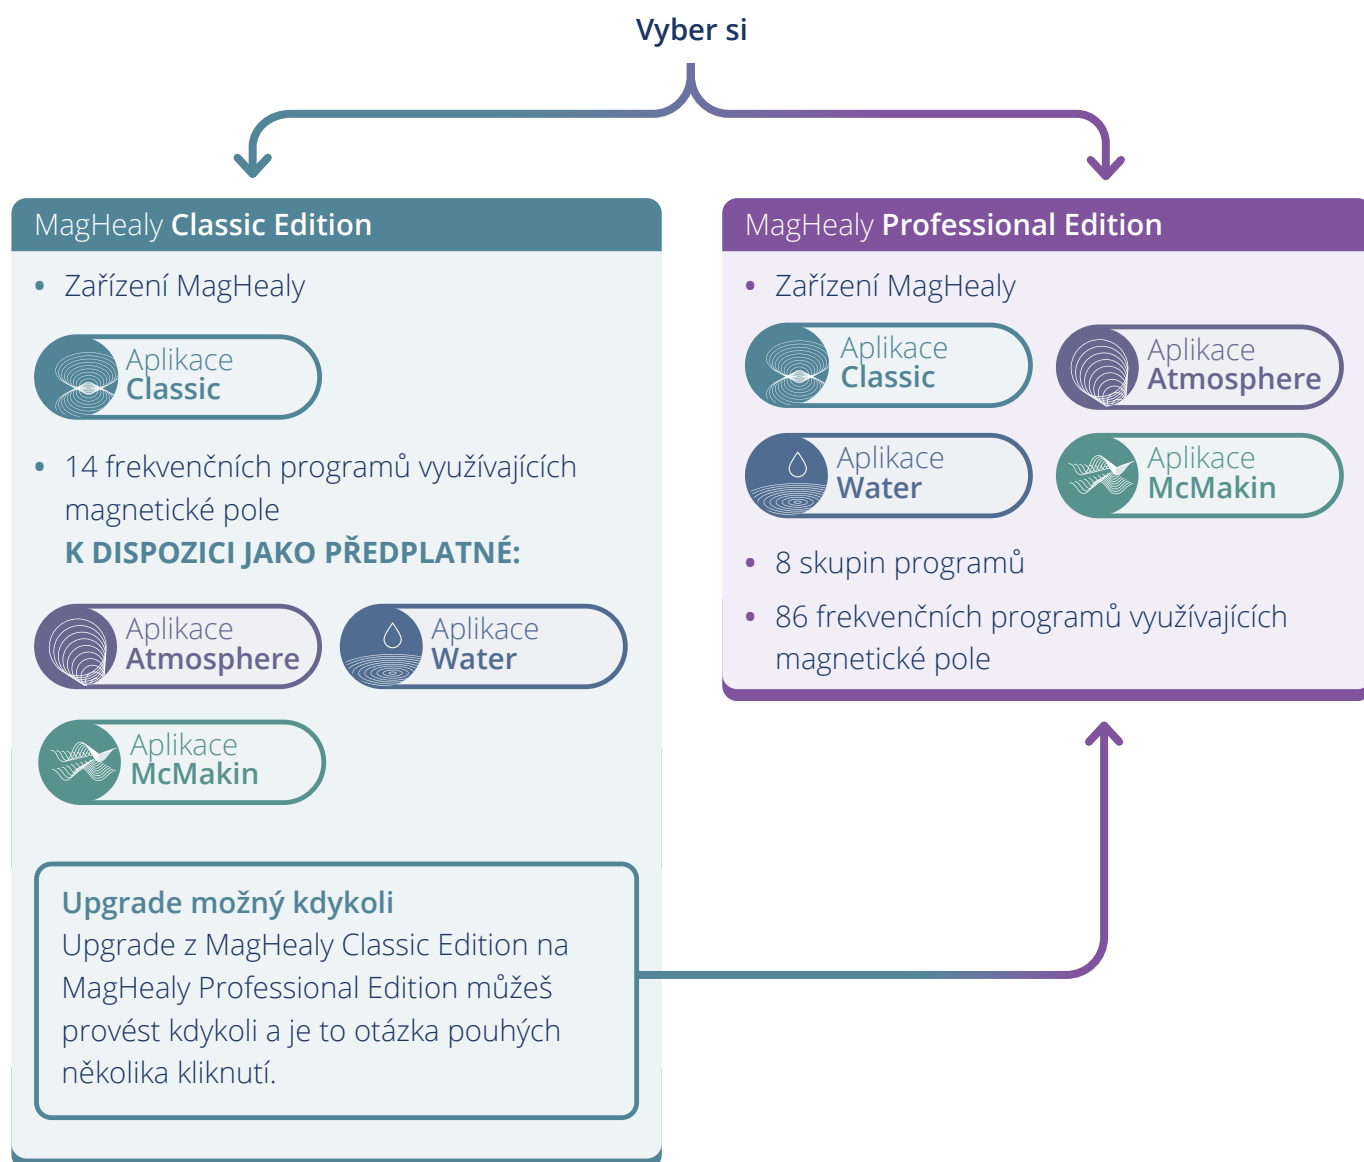 Vyber si
MagHealy Classic Edition
• Zařízení MagHealy
Aplikace
Classic
• 14 frekvenčních programů využívajících
magnetické pole
K DISPOZICI JAKO PŘEDPLATNÉ:
Aplikace
Atmosphere
Aplikace
Water
Aplikace
McMakin
Upgrade možný kdykoli
Upgrade z MagHealy Classic Edition na
MagHealy Professional Edition můžeš
provést kdykoli a je to otázka pouhých
několika kliknutí.
MagHealy Professional Edition
• Zařízení MagHealy
Aplikace
Classic
Aplikace
Atmosphere
Aplikace
Water
Aplikace
McMakin
• 8 skupin programů
• 86 frekvenčních programů využívajících
magnetické pole